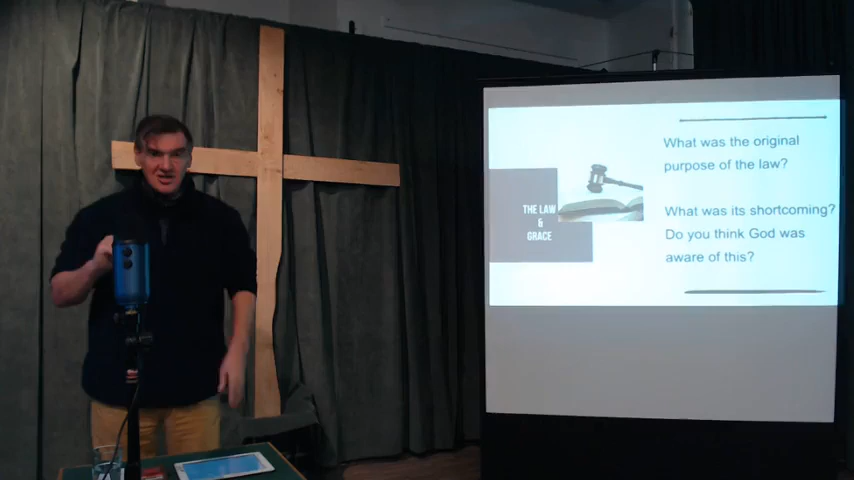 THE LAW
&
GRACE
What was the original
purpose of the law?
What was its shortcoming?
Do you think God was
aware of this?